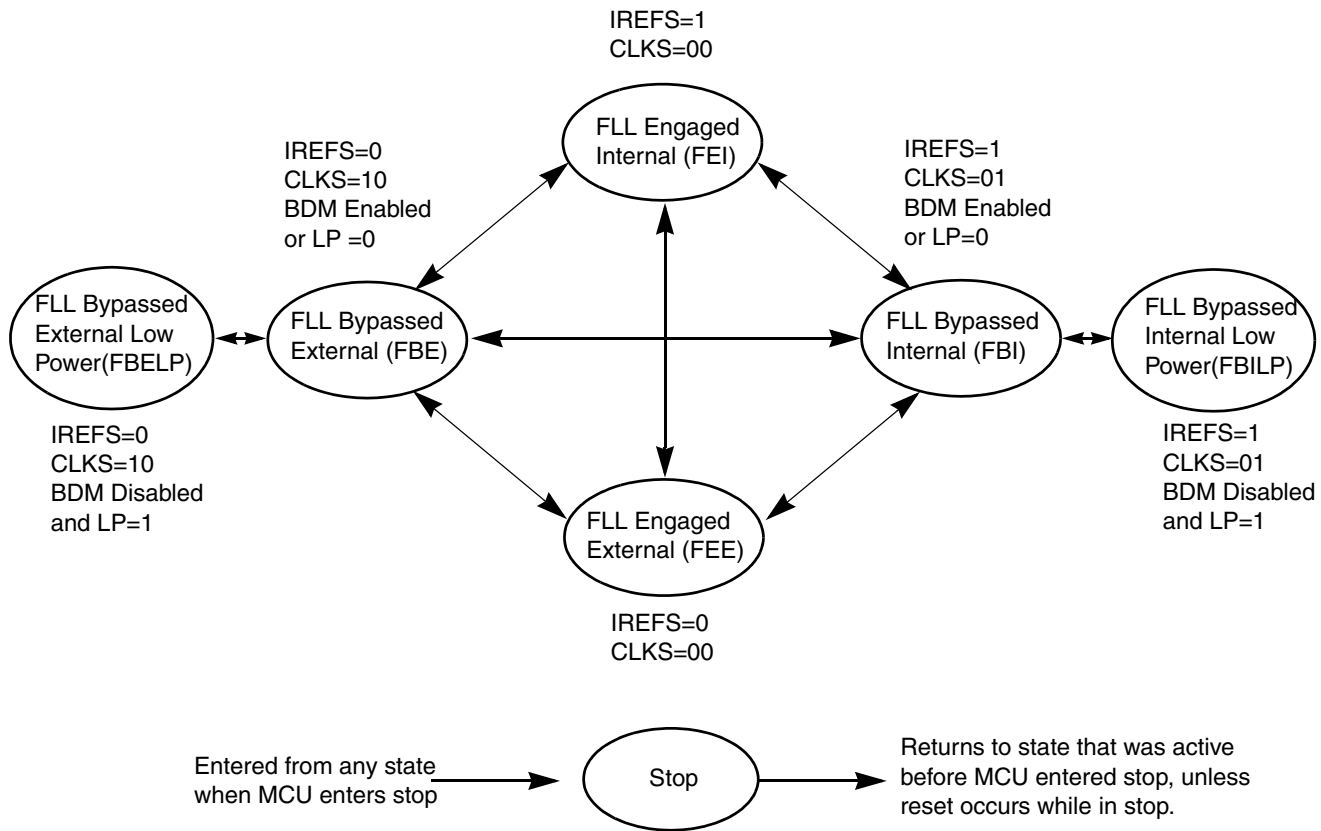 IREFS=1
CLKS=00
FLL Engaged
Internal (FEI)
IREFS=0
CLKS=10
BDM Enabled
or LP =0
IREFS=1
CLKS=01
BDM Enabled
or LP=0
FLL Bypassed
External Low
Power(FBELP)
FLL Bypassed
External (FBE)
FLL Bypassed
Internal (FBI)
FLL Bypassed
Internal Low
Power(FBILP)
IREFS=0
CLKS=10
BDM Disabled
and LP=1
IREFS=1
CLKS=01
BDM Disabled
and LP=1
FLL Engaged
External (FEE)
IREFS=0
CLKS=00
Entered from any state
when MCU enters stop
Stop
Returns to state that was active
before MCU entered stop, unless
reset occurs while in stop.